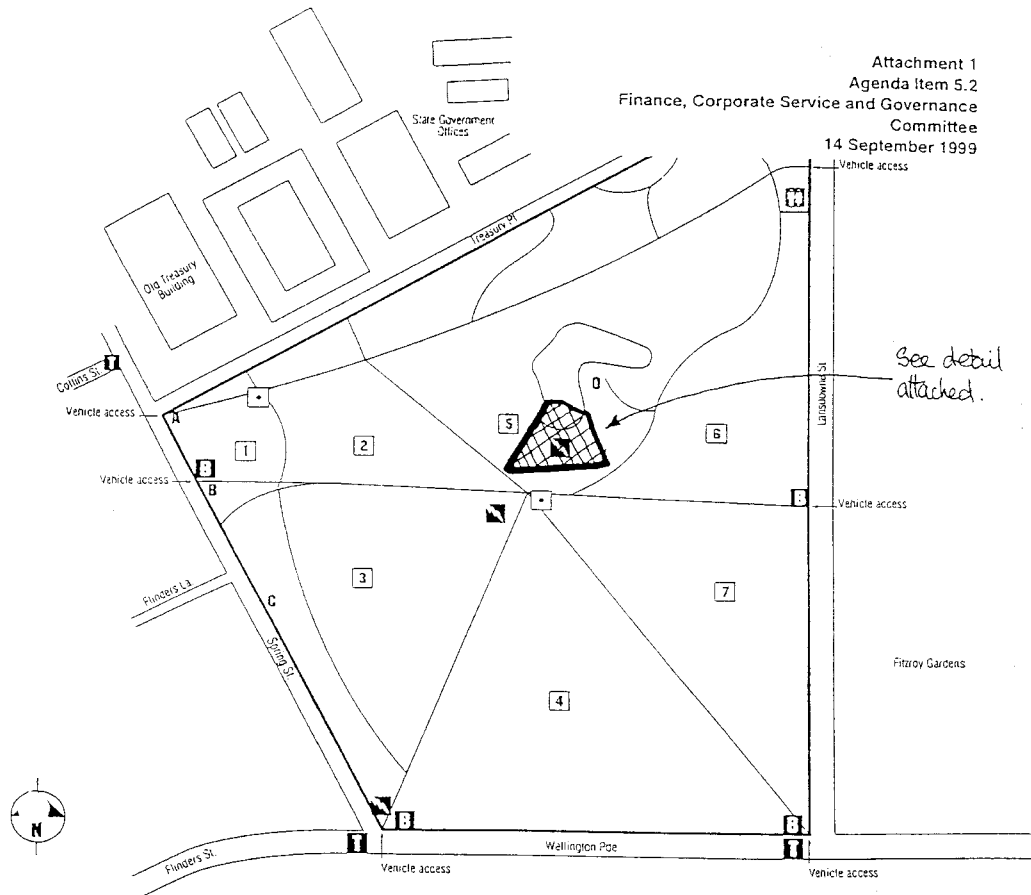 Attachment 1
Agenda Item 5.2
Finance, Corporate Service and Governance
Committee
14 September 1999
State Government
Offices
Vehicle access
H
Treasury Pl
Old Treasury
Building
T
Collins St.
See detail
attached.
Lansdowne St
Vehicle access
A
D
1
2
5
6
B
Vehicle access
B
B
Vehicle access
3
7
Flinders La.
C
Spring St.
Fitzroy Gardens
4
N
B
B
T
Wellington Pde
T
Flinders St.
Vehicle access
Vehicle access